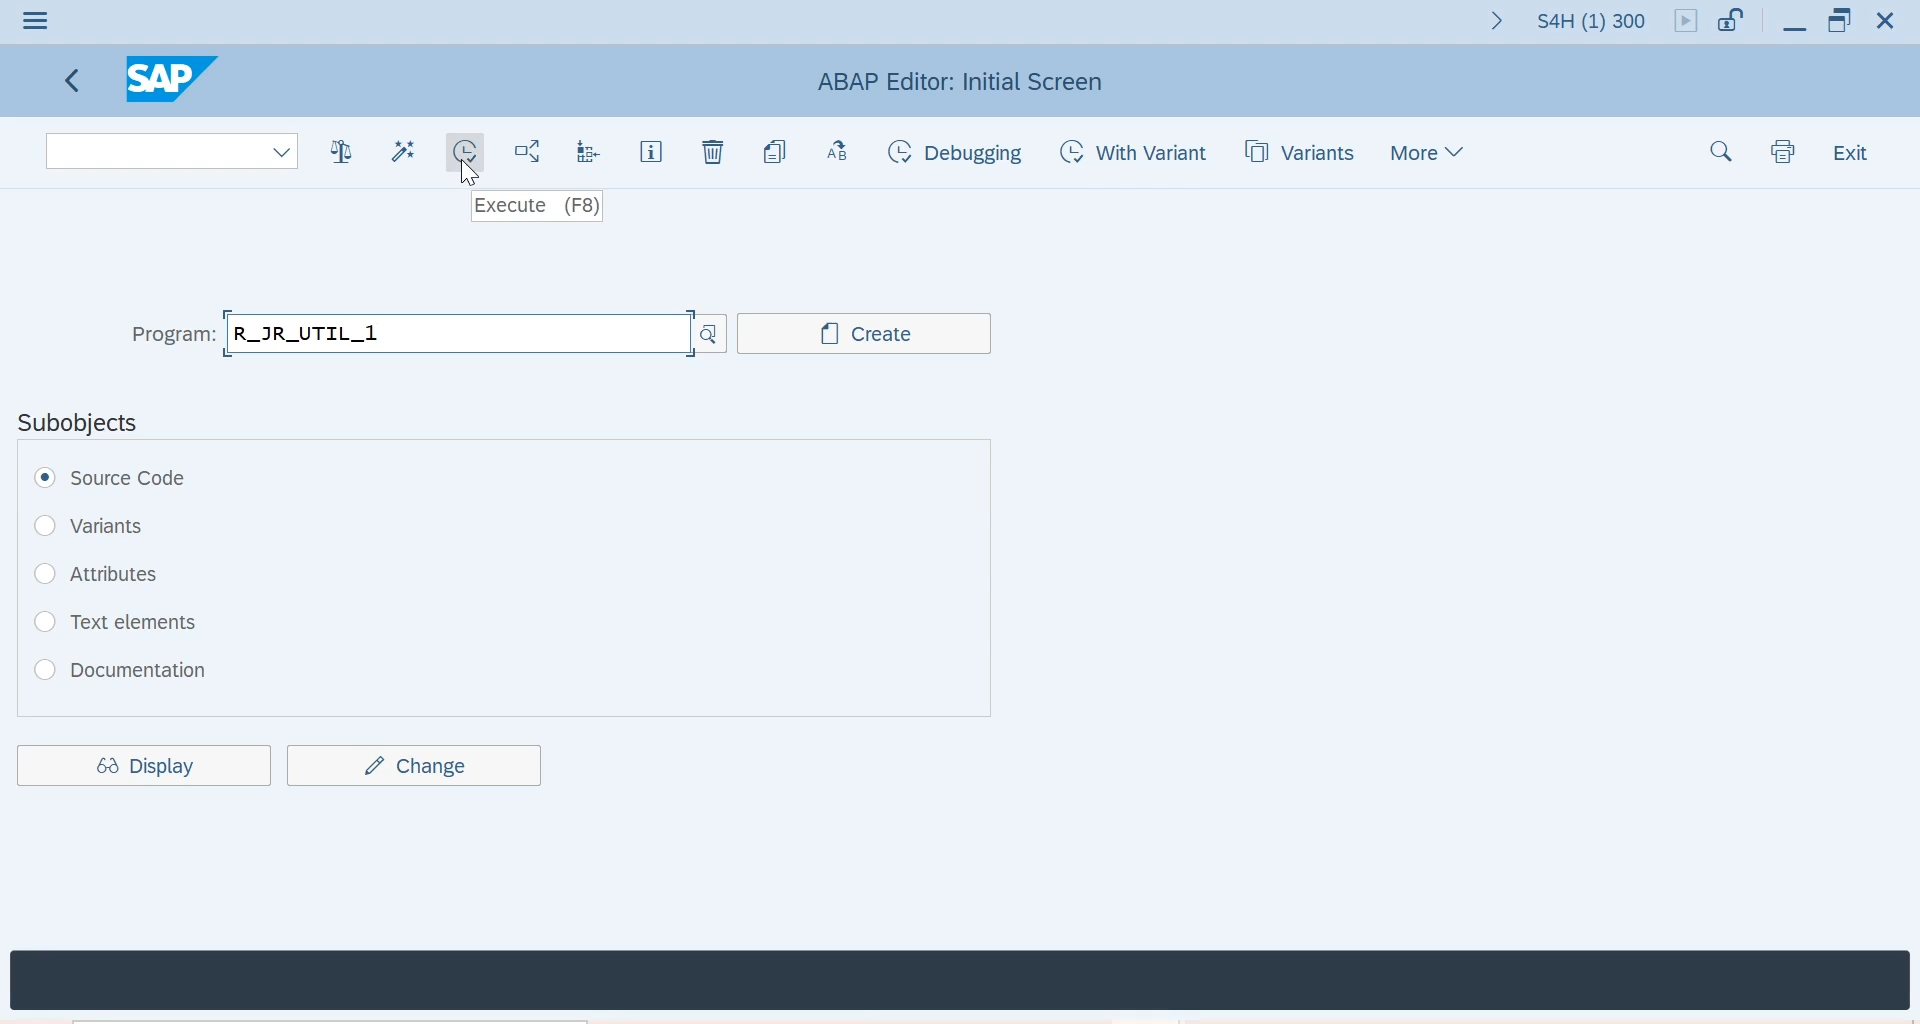 S4H (1) 300
SAP
ABAP Editor: Initial Screen
Debugging
With Variant
Variants
More
Exit
Execute (F8)
Program: R_JR_UTIL_1
Create
Subobjects
Source Code
Variants
Attributes
Text elements
Documentation
Display
Change